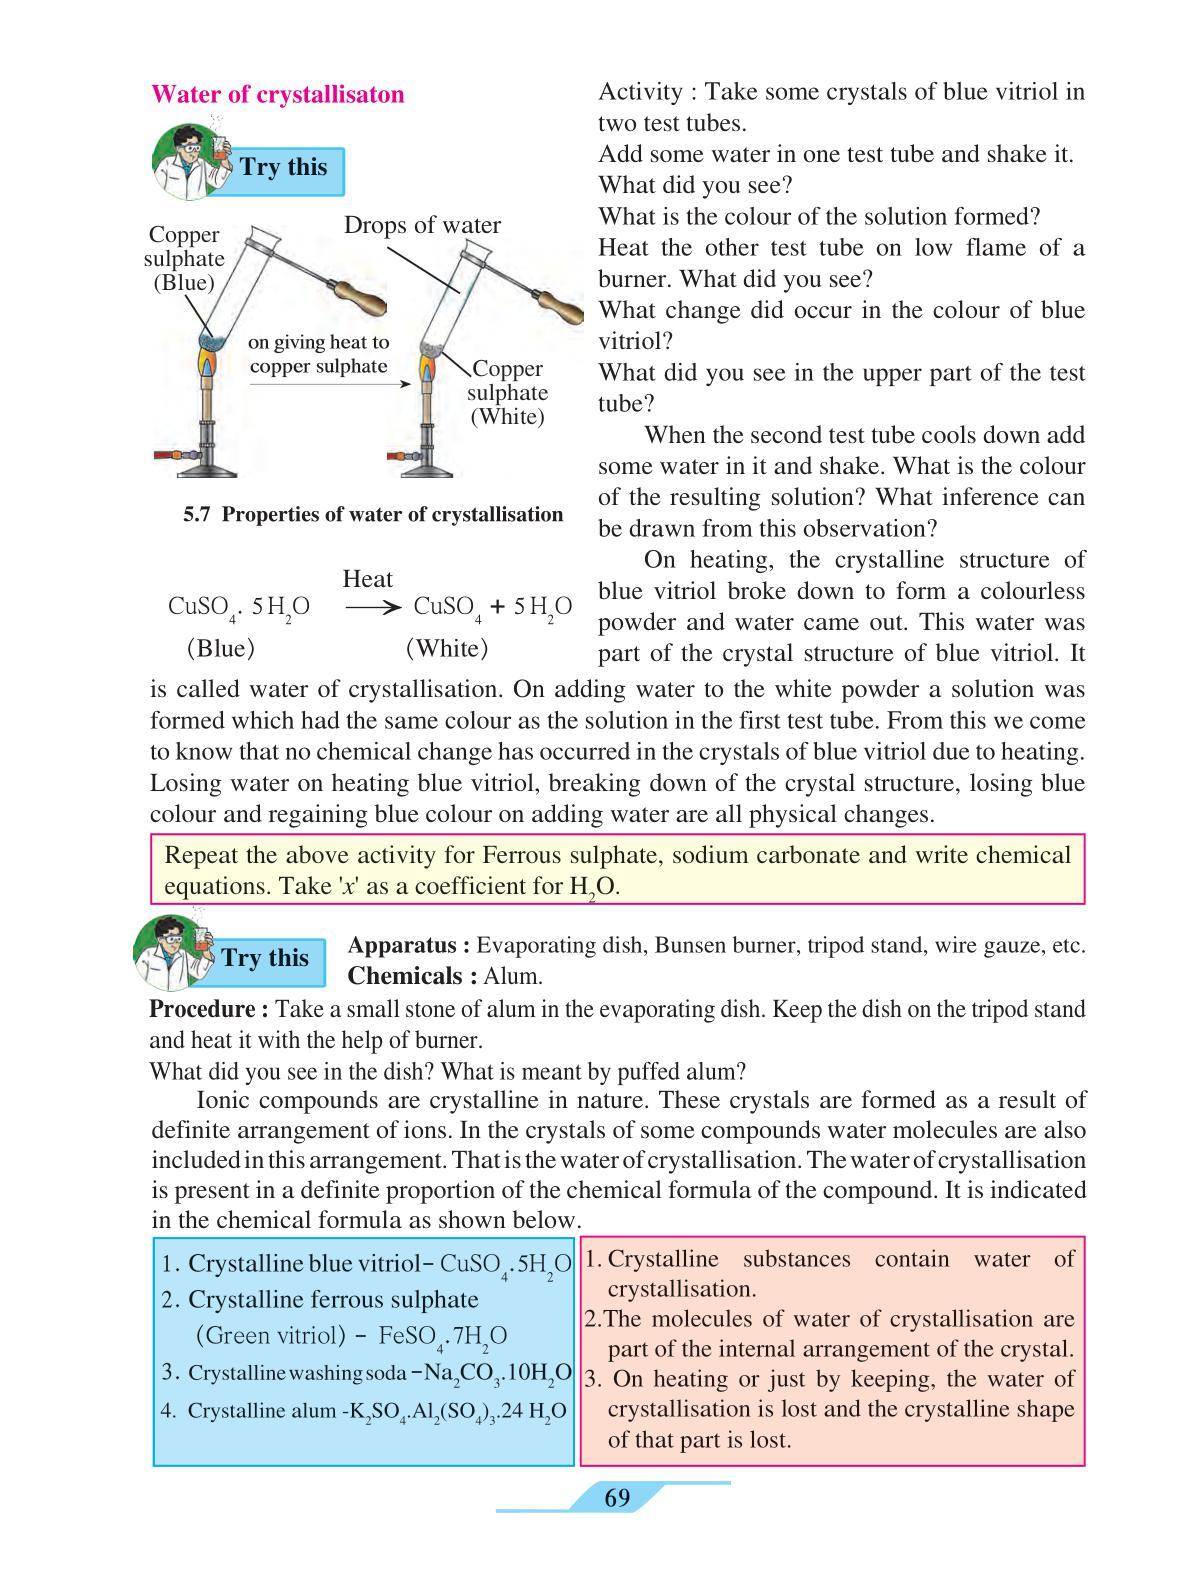 Water of crystallisaton
Try this
Copper
sulphate
(Blue)
Drops of water
on giving heat to
copper sulphate
Copper
sulphate
(White)
5.7 Properties of water of crystallisation
Heat
CuSO₄. 5H₂O ⟶ CuSO₄ + 5H₂O
(Blue) (White)
Activity : Take some crystals of blue vitriol in
two test tubes.
Add some water in one test tube and shake it.
What did you see?
What is the colour of the solution formed?
Heat the other test tube on low flame of a
burner. What did you see?
What change did occur in the colour of blue
vitriol?
What did you see in the upper part of the test
tube?
When the second test tube cools down add
some water in it and shake. What is the colour
of the resulting solution? What inference can
be drawn from this observation?
On heating, the crystalline structure of
blue vitriol broke down to form a colourless
powder and water came out. This water was
part of the crystal structure of blue vitriol. It
is called water of crystallisation. On adding water to the white powder a solution was
formed which had the same colour as the solution in the first test tube. From this we come
to know that no chemical change has occurred in the crystals of blue vitriol due to heating.
Losing water on heating blue vitriol, breaking down of the crystal structure, losing blue
colour and regaining blue colour on adding water are all physical changes.
Repeat the above activity for Ferrous sulphate, sodium carbonate and write chemical
equations. Take 'x' as a coefficient for H₂O.
Try this
Apparatus : Evaporating dish, Bunsen burner, tripod stand, wire gauze, etc.
Chemicals : Alum.
Procedure : Take a small stone of alum in the evaporating dish. Keep the dish on the tripod stand
and heat it with the help of burner.
What did you see in the dish? What is meant by puffed alum?
Ionic compounds are crystalline in nature. These crystals are formed as a result of
definite arrangement of ions. In the crystals of some compounds water molecules are also
included in this arrangement. That is the water of crystallisation. The water of crystallisation
is present in a definite proportion of the chemical formula of the compound. It is indicated
in the chemical formula as shown below.
1. Crystalline blue vitriol- CuSO₄.5H₂O
2. Crystalline ferrous sulphate
(Green vitriol) - FeSO₄.7H₂O
3. Crystalline washing soda -Na₂CO₃.10H₂O
4. Crystalline alum -K₂SO₄.Al₂(SO₄)₃.24 H₂O
1. Crystalline substances contain water of
crystallisation.
2.The molecules of water of crystallisation are
part of the internal arrangement of the crystal.
3. On heating or just by keeping, the water of
crystallisation is lost and the crystalline shape
of that part is lost.
69